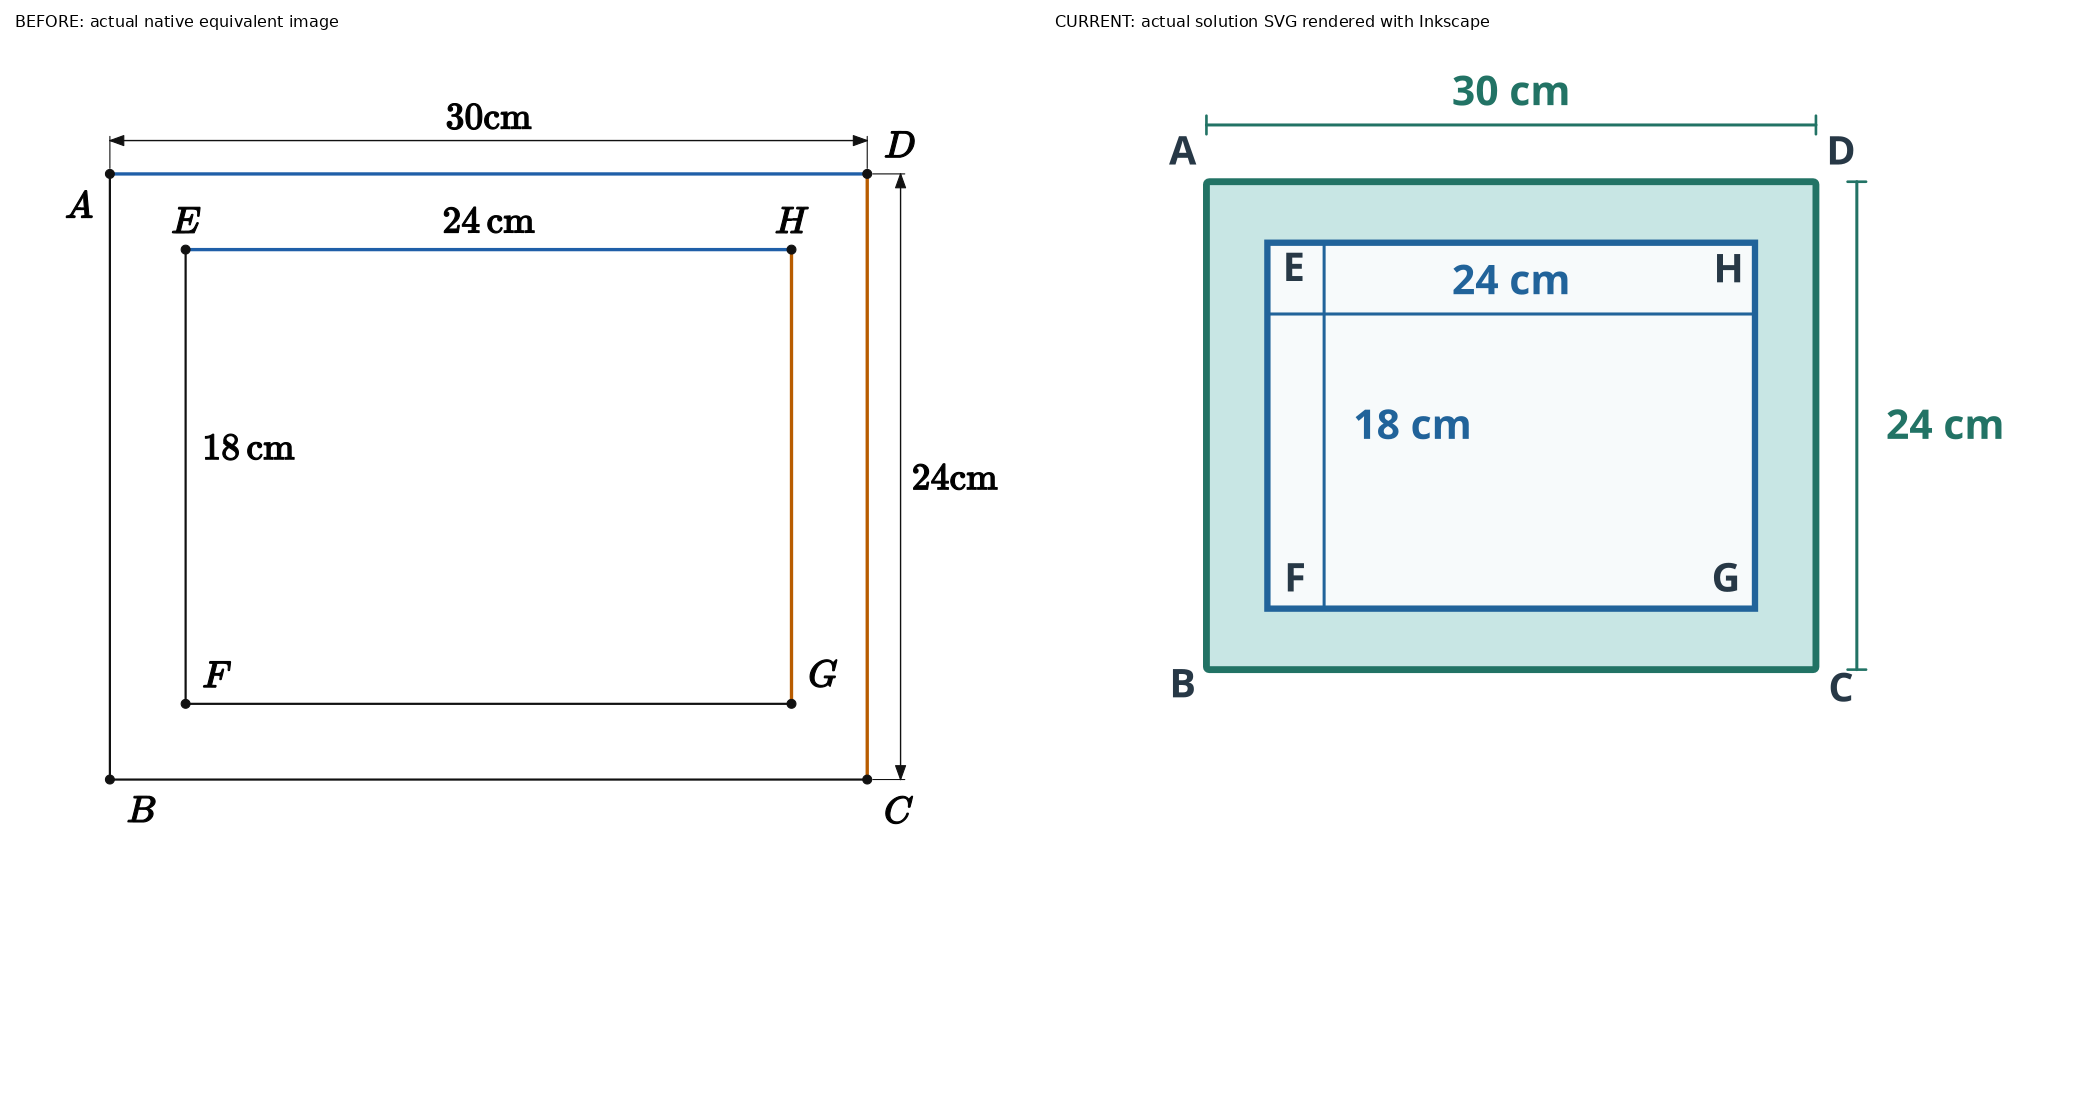 BEFORE: actual native equivalent image
30cm
D
A
E
24 cm
H
18 cm
24cm
F
G
B
C
CURRENT: actual solution SVG rendered with Inkscape
30 cm
A
D
E
24 cm
H
18 cm
24 cm
F
G
B
C